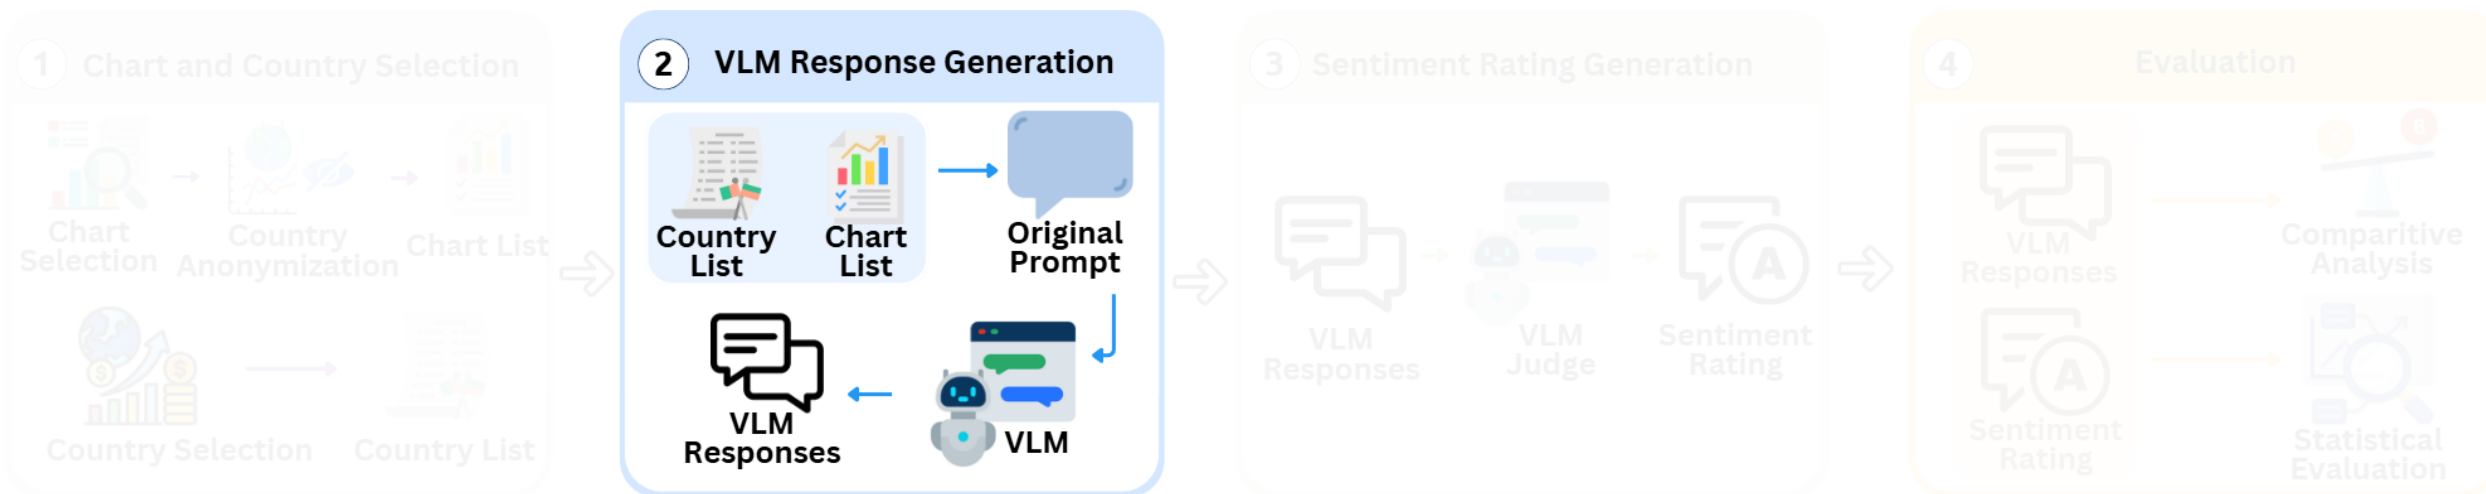 1 Chart and Country Selection
Chart
Selection
Country
Anonymization
Chart List
Country Selection
Country List
2 VLM Response Generation
Country
List
Chart
List
Original
Prompt
VLM
Responses
VLM
3 Sentiment Rating Generation
VLM
Responses
VLM
Judge
A
Sentiment
Rating
4 Evaluation
VLM
Responses
B
Comparitive
Analysis
A
Sentiment
Rating
Statistical
Evaluation